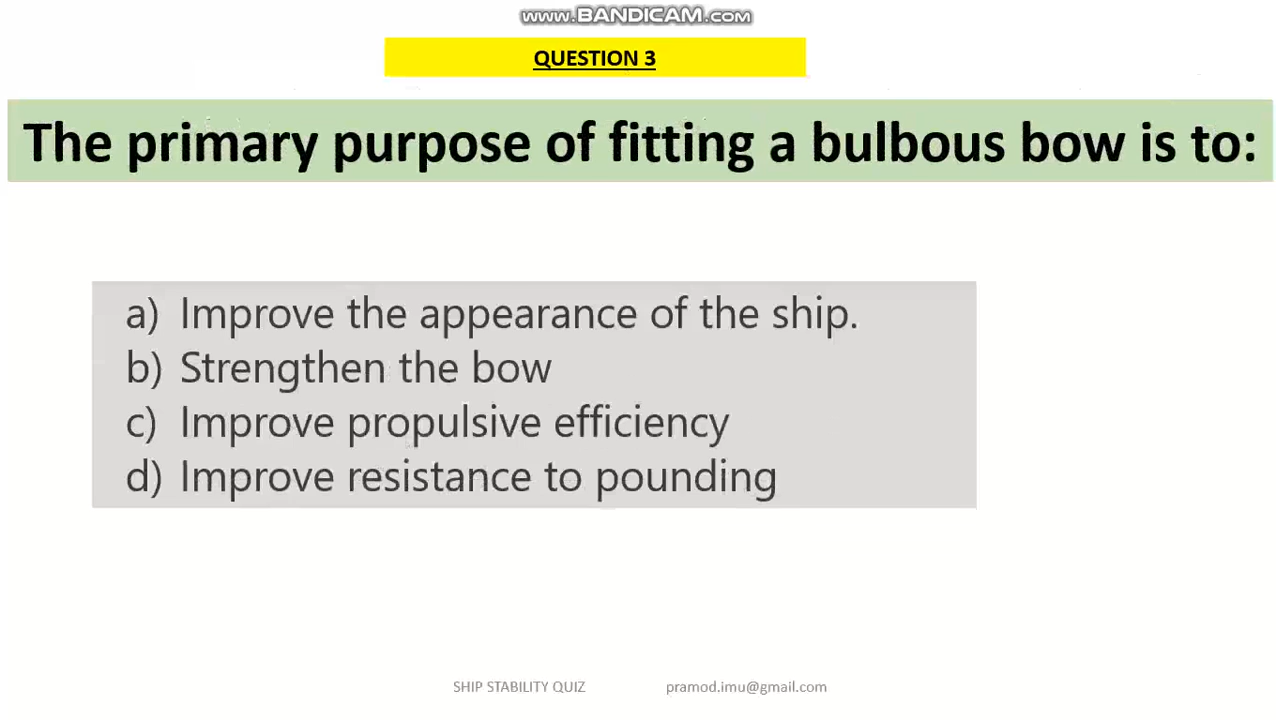 www.BANDICAM.com
QUESTION 3
The primary purpose of fitting a bulbous bow is to:
a) Improve the appearance of the ship.
b) Strengthen the bow
c) Improve propulsive efficiency
d) Improve resistance to pounding
SHIP STABILITY QUIZ pramod.imu@gmail.com